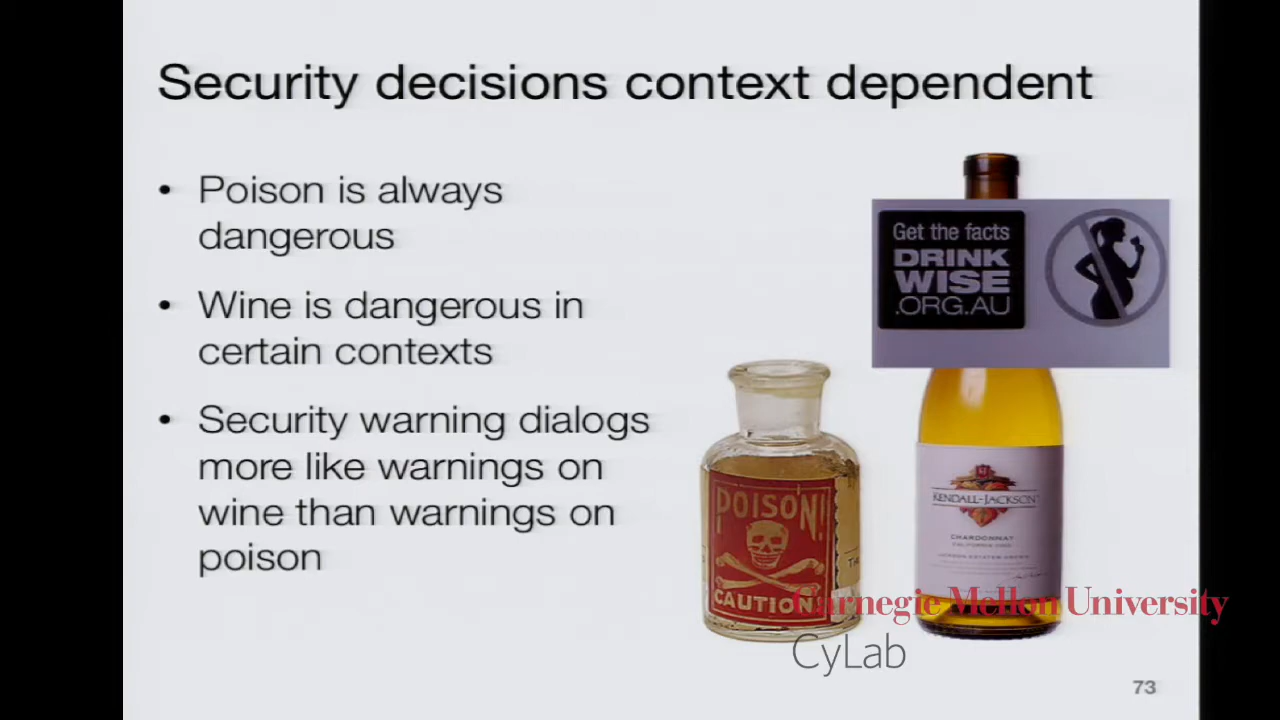 Security decisions context dependent
• Poison is always
dangerous
• Wine is dangerous in
certain contexts
• Security warning dialogs
more like warnings on
wine than warnings on
poison
Get the facts
DRINK
WISE
.ORG.AU
POISON!
CAUTION!
KENDALL-JACKSON
CHARDONNAY
Carnegie Mellon University
CyLab
73